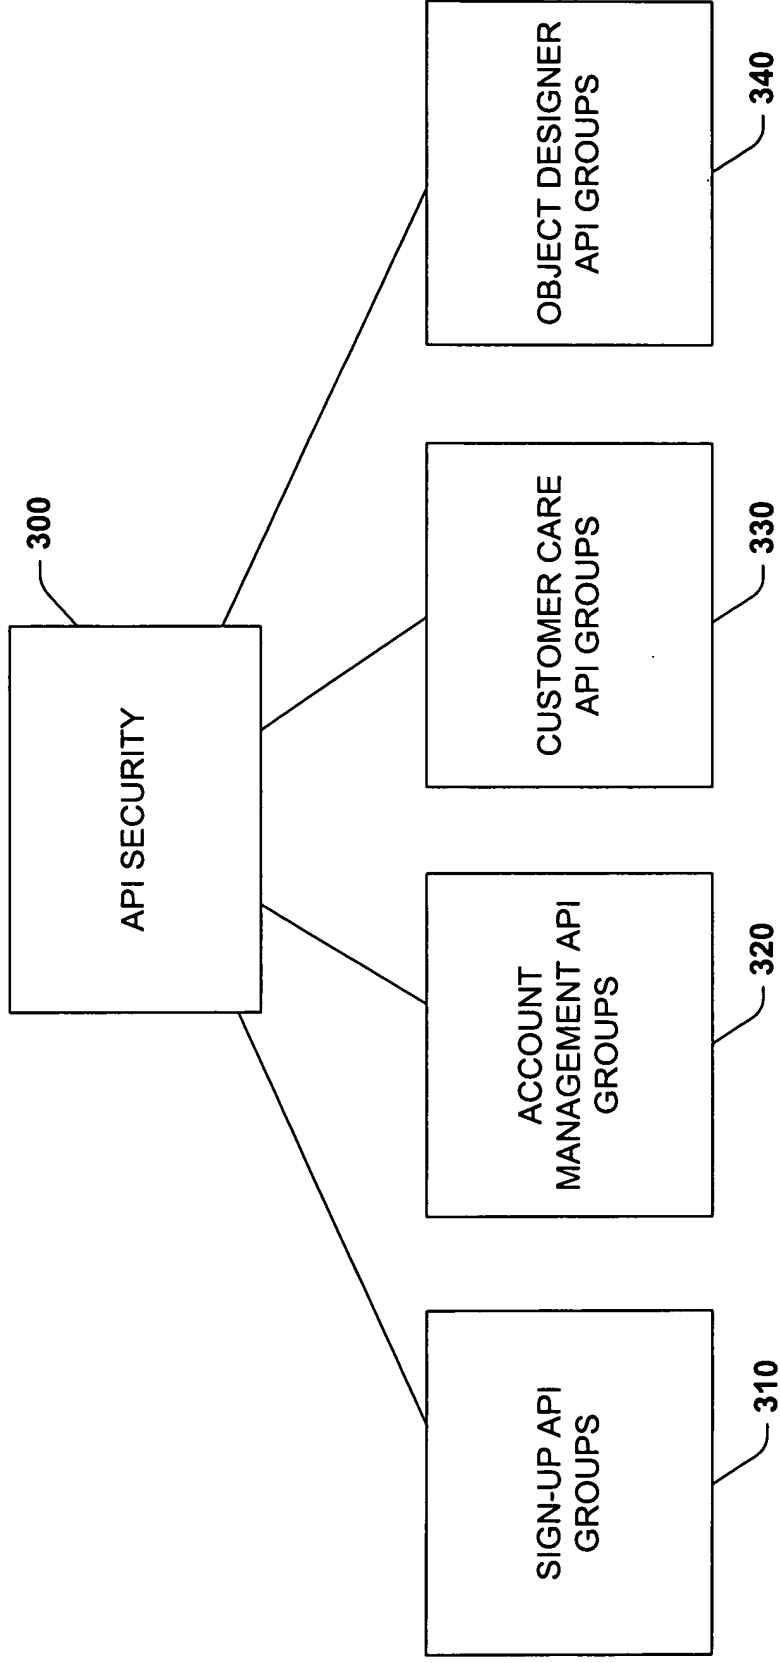 300
API SECURITY
SIGN-UP API
GROUPS
310
ACCOUNT
MANAGEMENT API
GROUPS
320
CUSTOMER CARE
API GROUPS
330
OBJECT DESIGNER
API GROUPS
340